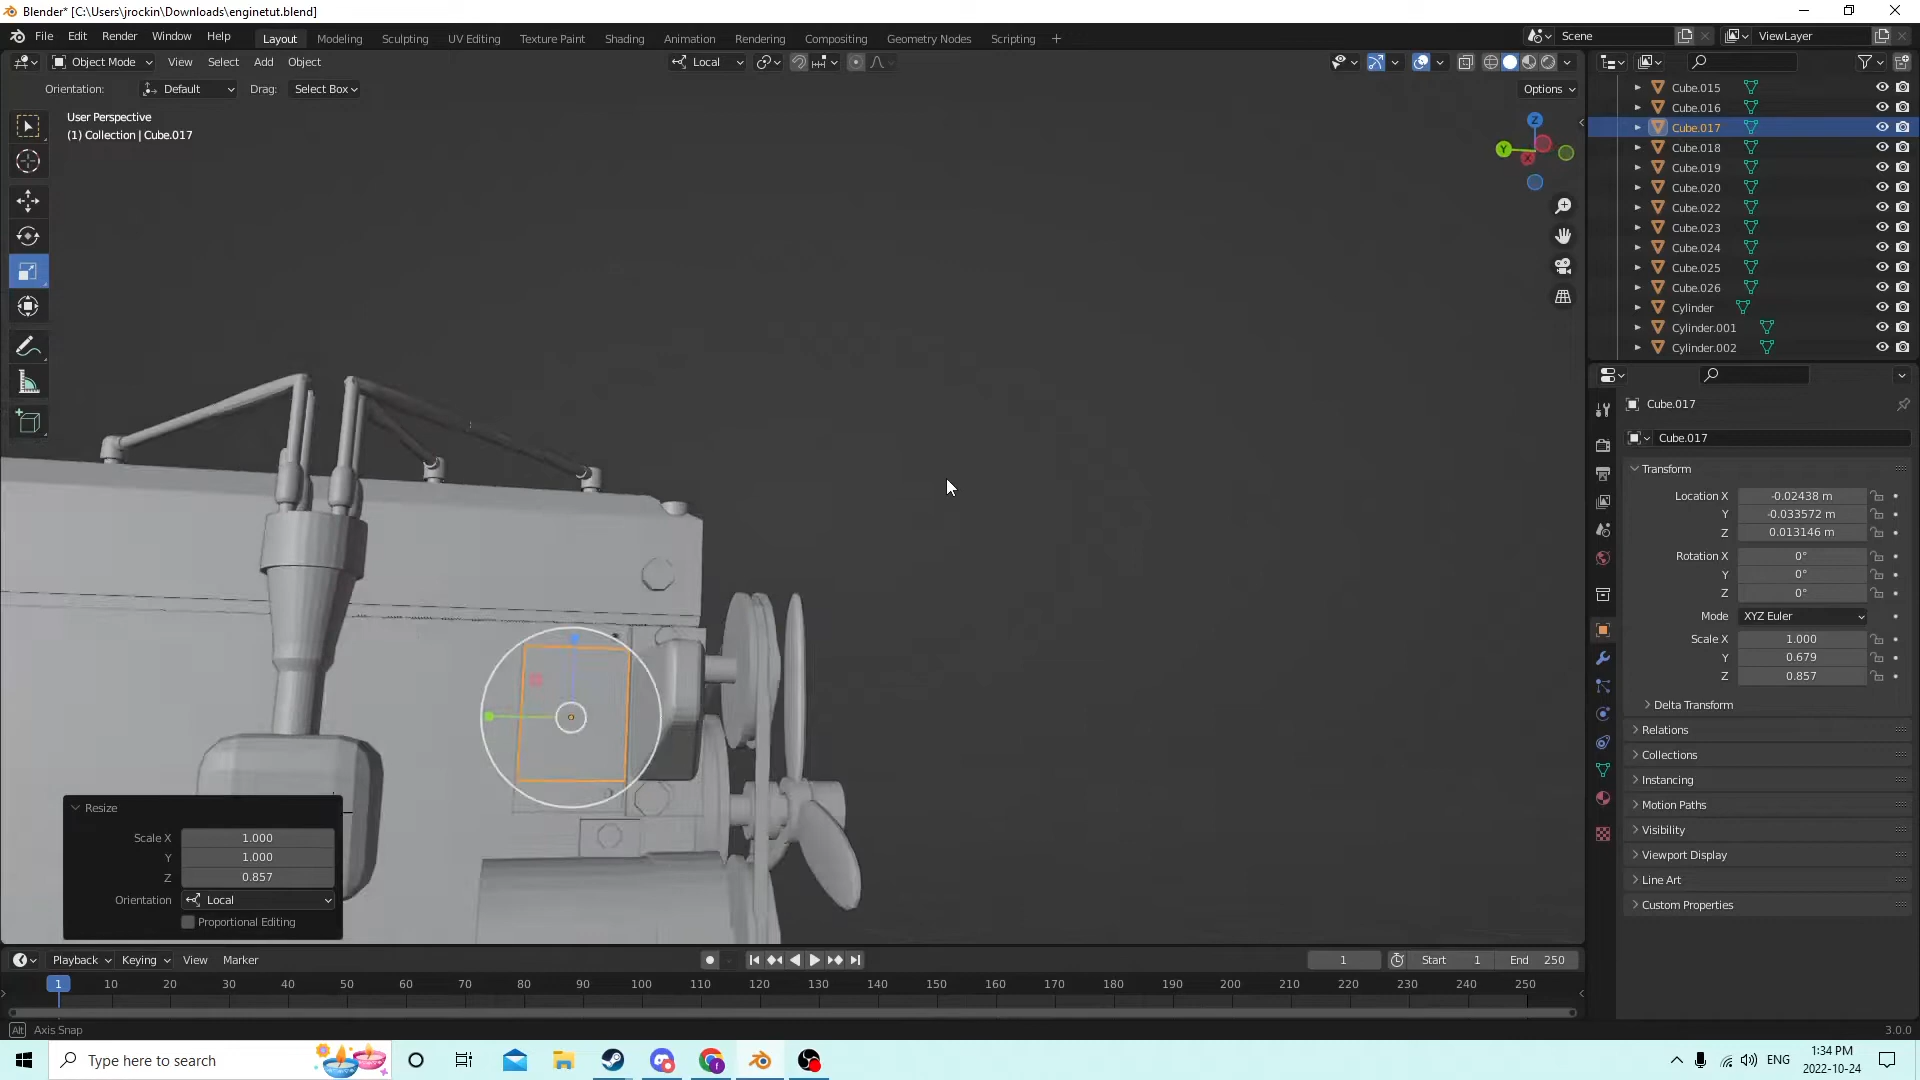 Blender* [C:\Users\jrockin\Downloads\enginetut.blend]
File Edit Render Window Help
Layout Modeling Sculpting UV Editing Texture Paint Shading Animation Rendering Compositing Geometry Nodes Scripting +
Scene
ViewLayer
Object Mode View Select Add Object
Local
Orientation: Default Drag: Select Box
Options
User Perspective
(1) Collection | Cube.017
Z
Y
X
Cube.015
Cube.016
Cube.017
Cube.018
Cube.019
Cube.020
Cube.022
Cube.023
Cube.024
Cube.025
Cube.026
Cylinder
Cylinder.001
Cylinder.002
Cube.017
Cube.017
Transform
Location X -0.02438 m
Y -0.033572 m
Z 0.013146 m
Rotation X 0°
Y 0°
Z 0°
Mode XYZ Euler
Scale X 1.000
Y 0.679
Z 0.857
Delta Transform
Relations
Collections
Instancing
Motion Paths
Visibility
Viewport Display
Line Art
Custom Properties
Resize
Scale X 1.000
Y 1.000
Z 0.857
Orientation Local
Proportional Editing
Playback Keying View Marker
1
Start 1
End 250
1 10 20 30 40 50 60 70 80 90 100 110 120 130 140 150 160 170 180 190 200 210 220 230 240 250
Alt Axis Snap
3.0.0
Type here to search
ENG
1:34 PM
2022-10-24